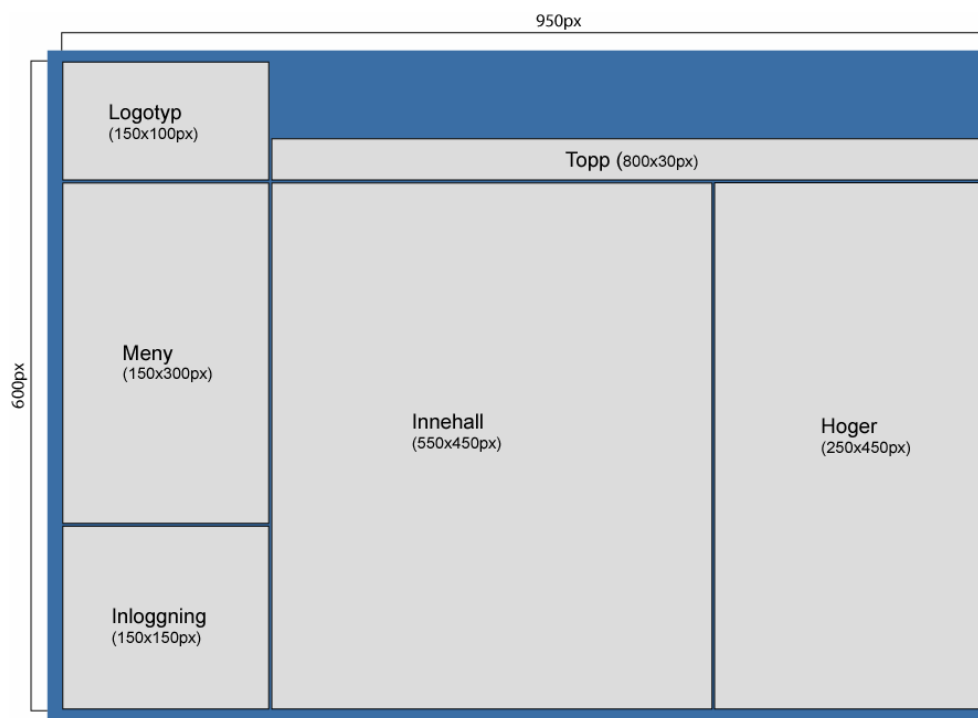 950px
Logotyp
(150x100px)
Topp (800x30px)
600px
Meny
(150x300px)
Innehall
(550x450px)
Hoger
(250x450px)
Inloggning
(150x150px)